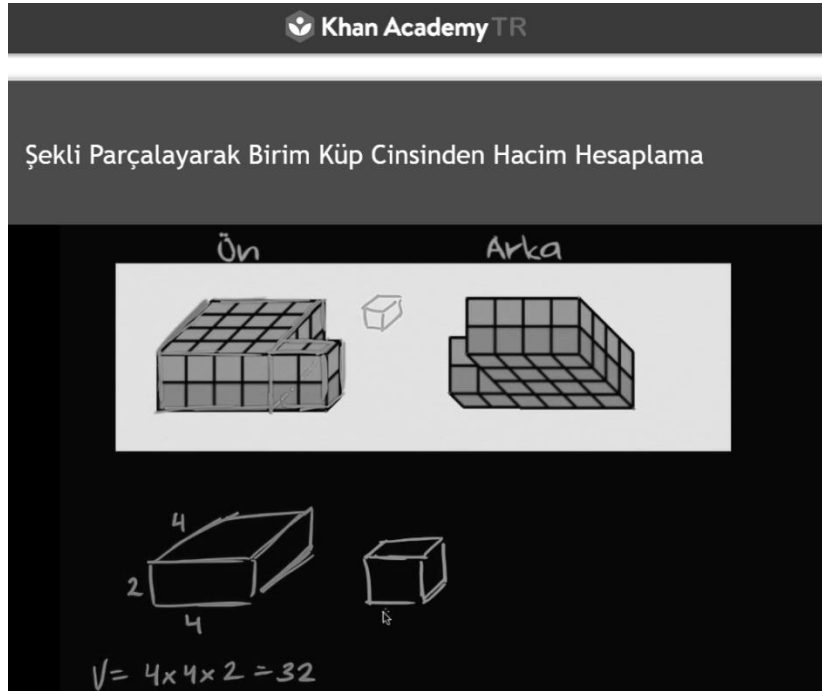 Khan Academy TR
Şekli Parçalayarak Birim Küp Cinsinden Hacim Hesaplama
Ön Arka
4
2
4
V= 4x4x2=32